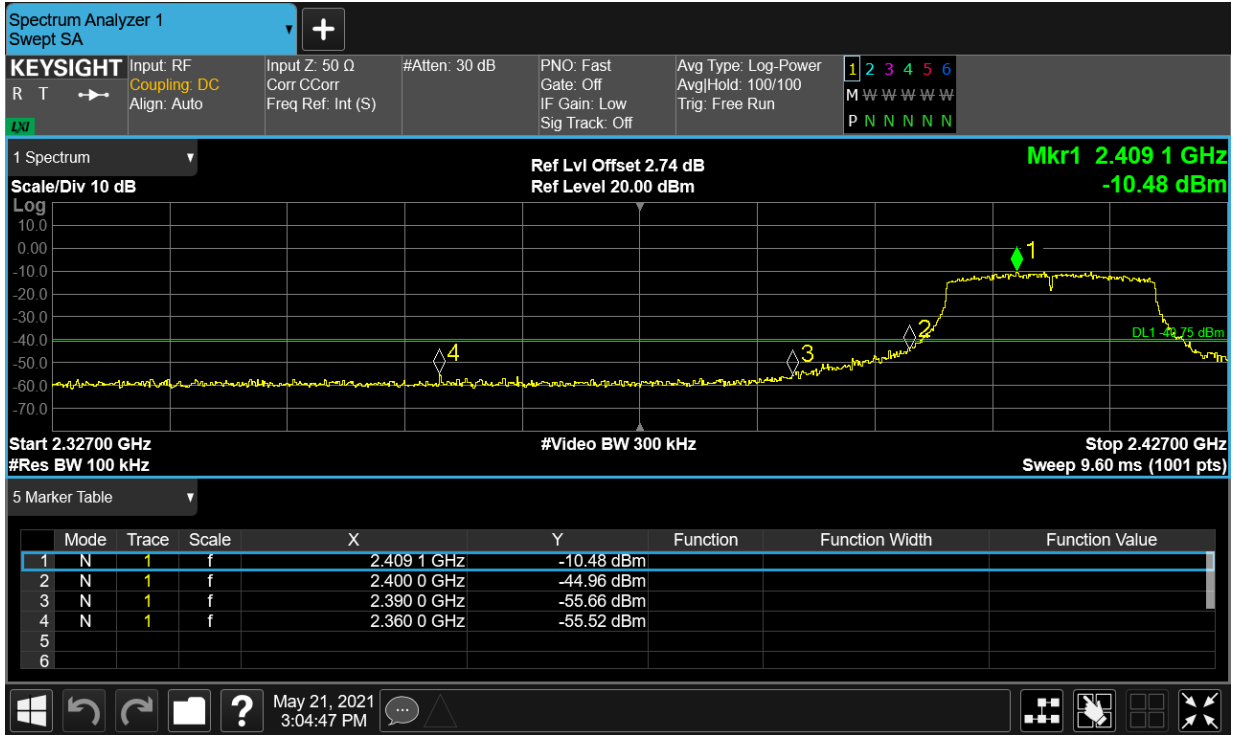 Spectrum Analyzer 1
Swept SA
+
KEYSIGHT
R T
LXI
Input: RF
Coupling: DC
Align: Auto
Input Z: 50 Ω
Corr CCorr
Freq Ref: Int (S)
#Atten: 30 dB
PNO: Fast
Gate: Off
IF Gain: Low
Sig Track: Off
Avg Type: Log-Power
Avg|Hold: 100/100
Trig: Free Run
1 2 3 4 5 6
M W W W W W
P N N N N N
1 Spectrum
Ref Lvl Offset 2.74 dB
Mkr1 2.409 1 GHz
Scale/Div 10 dB
Ref Level 20.00 dBm
-10.48 dBm
Log
10.0
0.00
-10.0
-20.0
-30.0
-40.0
-50.0
-60.0
-70.0
1
2
3
4
DL1 -40.75 dBm
Start 2.32700 GHz
#Video BW 300 kHz
Stop 2.42700 GHz
#Res BW 100 kHz
Sweep 9.60 ms (1001 pts)
5 Marker Table
Mode Trace Scale X Y Function Function Width Function Value
1 N 1 f 2.409 1 GHz -10.48 dBm
2 N 1 f 2.400 0 GHz -44.96 dBm
3 N 1 f 2.390 0 GHz -55.66 dBm
4 N 1 f 2.360 0 GHz -55.52 dBm
5
6
?
May 21, 2021
3:04:47 PM